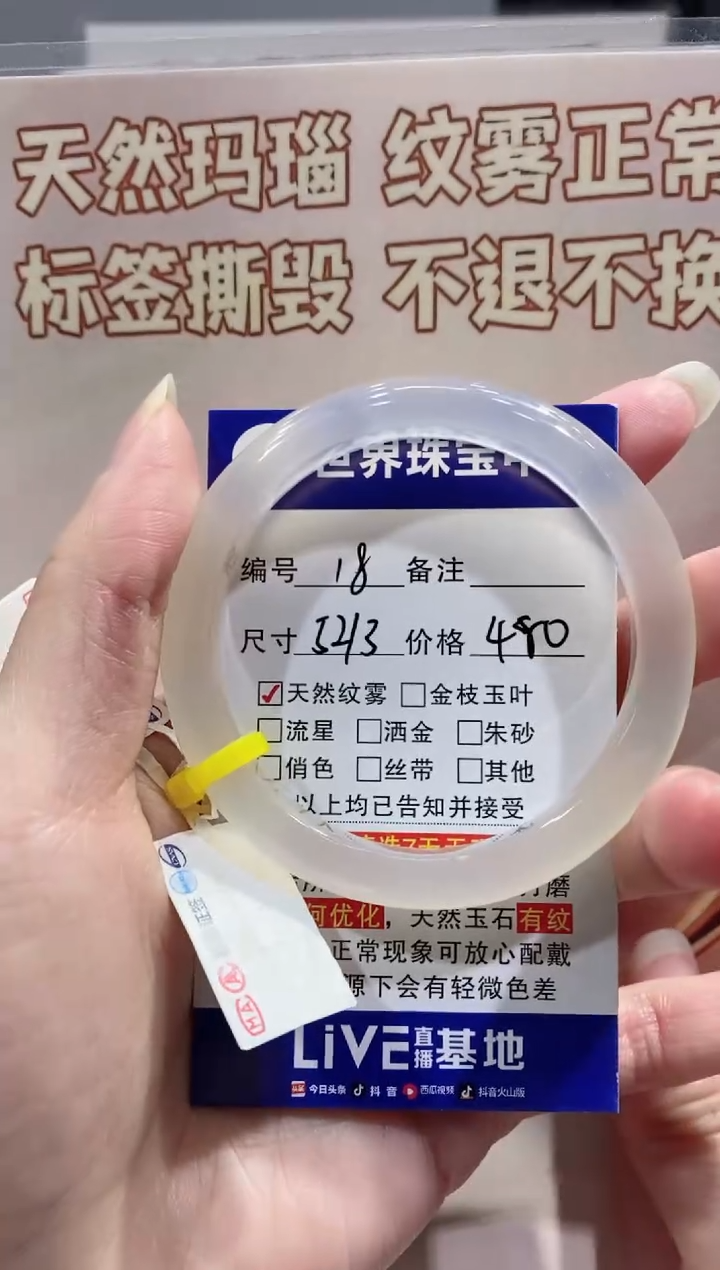 天然玛瑙 纹雾正常
标签撕毁 不退不换
世界珠宝
编号 18 备注
尺寸 52/3 价格 480
☑天然纹雾 □金枝玉叶
□流星 □洒金 □朱砂
□俏色 □丝带 □其他
以上均已告知并接受
何优化，天然玉石有纹
正常现象可放心配戴
源下会有轻微色差
LiVE直播基地
今日头条 抖音 西瓜视频 抖音火山版